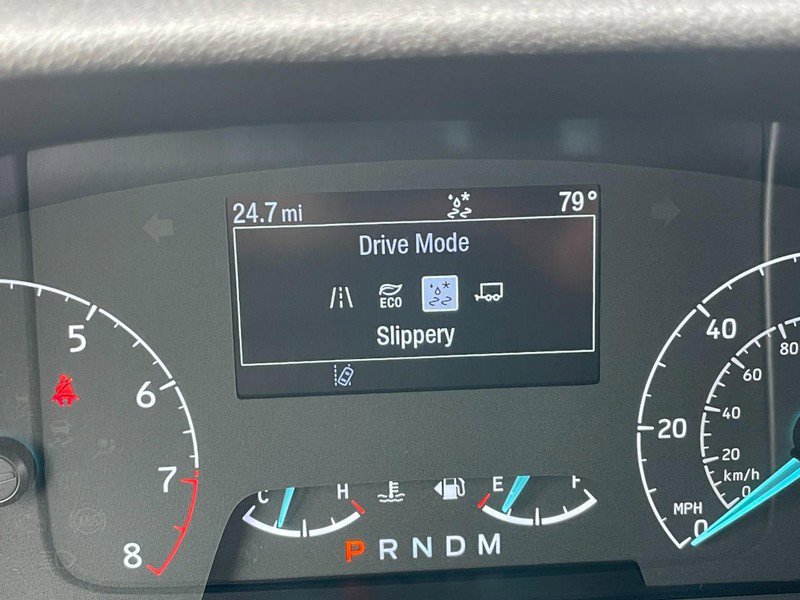 24.7 mi 79°
Drive Mode
ECO
Slippery
5
6
7
8
40
20
MPH
0
80
60
40
20
km/h
0
C H
E F
P R N D M